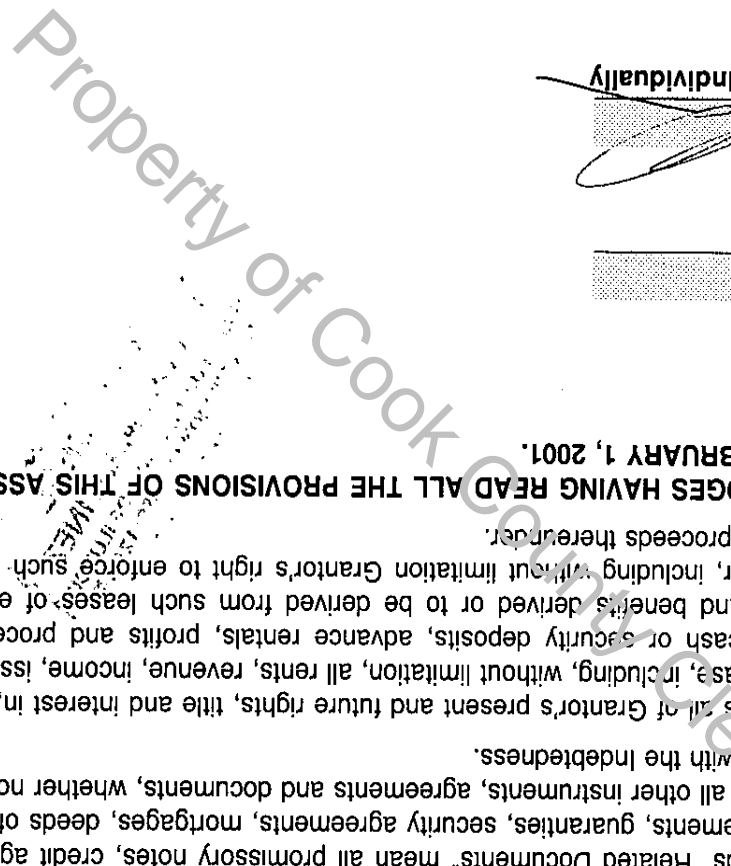 Related Documents" mean all promissory notes, credit ag
ements, guaranties, security agreements, mortgages, deeds of
all other instruments, agreements and documents, whether no
with the Indebtedness.
s all of Grantor's present and future rights, title and interest in,
ase, including, without limitation, all rents, revenue, income, iss
cash or security deposits, advance rentals, profits and proce
and benefits derived or to be derived from such leases of e
r, including without limitation Grantor's right to enforce such
proceeds thereunder.
DGES HAVING READ ALL THE PROVISIONS OF THIS ASS
BRUARY 1, 2001.
Individually
Property of Cook County Cle